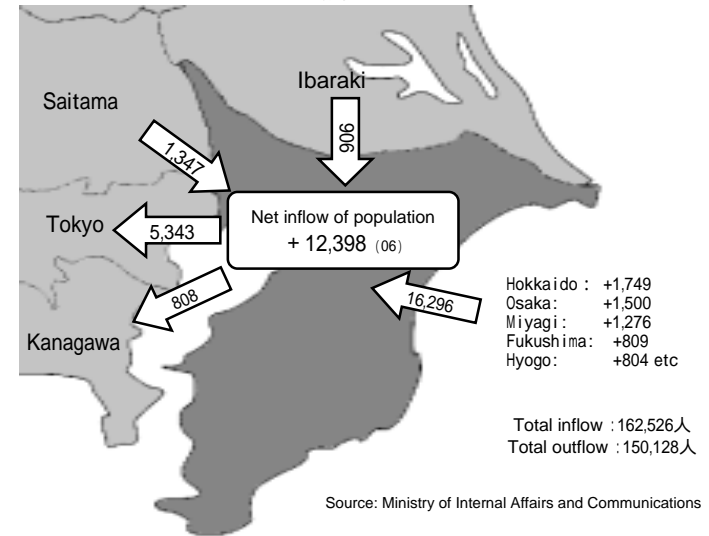 Ibaraki
Saitama
906
1,347
Net inflow of population
+ 12,398 (06)
Tokyo
5,343
808
16,296
Kanagawa
Hokkaido : +1,749
Osaka: +1,500
Miyagi: +1,276
Fukushima: +809
Hyogo: +804 etc
Total inflow : 162,526人
Total outflow : 150,128人
Source: Ministry of Internal Affairs and Communications